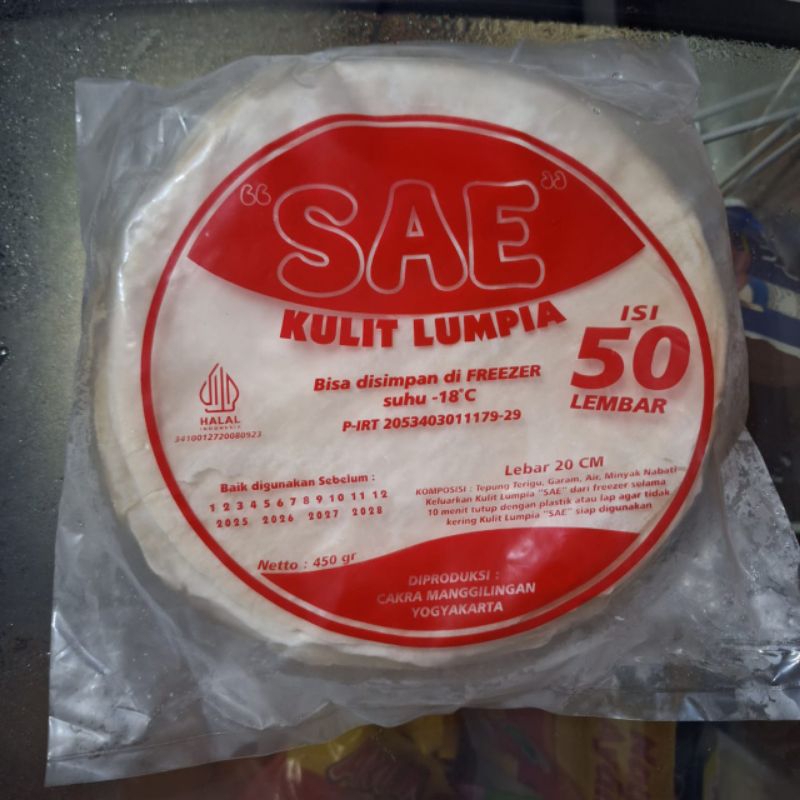 "SAE"
KULIT LUMPIA
ISI
50
LEMBAR
Bisa disimpan di FREEZER
suhu -18°C
P-IRT 2053403011179-29
HALAL
INDONESIA
3410012720080923
Lebar 20 CM
KOMPOSISI : Tepung Terigu, Garam, Air, Minyak Nabati
Keluarkan Kulit Lumpia "SAE" dari freezer selama
10 menit tutup dengan plastik atau lap agar tidak
kering Kulit Lumpia "SAE" siap digunakan
Baik digunakan Sebelum :
1 2 3 4 5 6 7 8 9 10 11 12
2025 2026 2027 2028
Netto : 450 gr
DIPRODUKSI :
CAKRA MANGGILINGAN
YOGYAKARTA